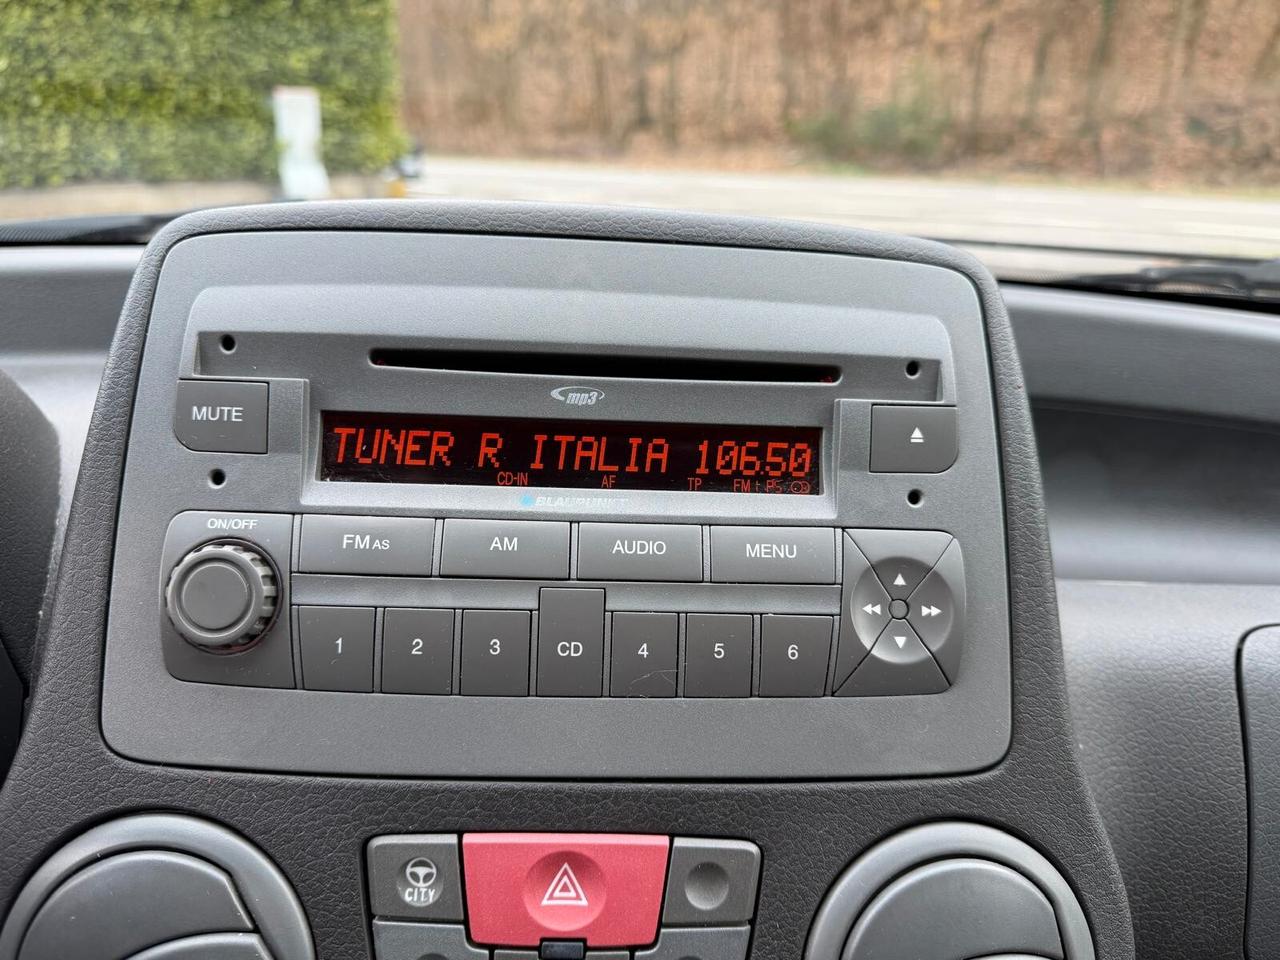 mp3
MUTE
TUNER R ITALIA 106.50
CD-IN AF TP FM t PS
BLAUPUNKT
ON/OFF
FM AS AM AUDIO MENU
1 2 3 CD 4 5 6
CITY